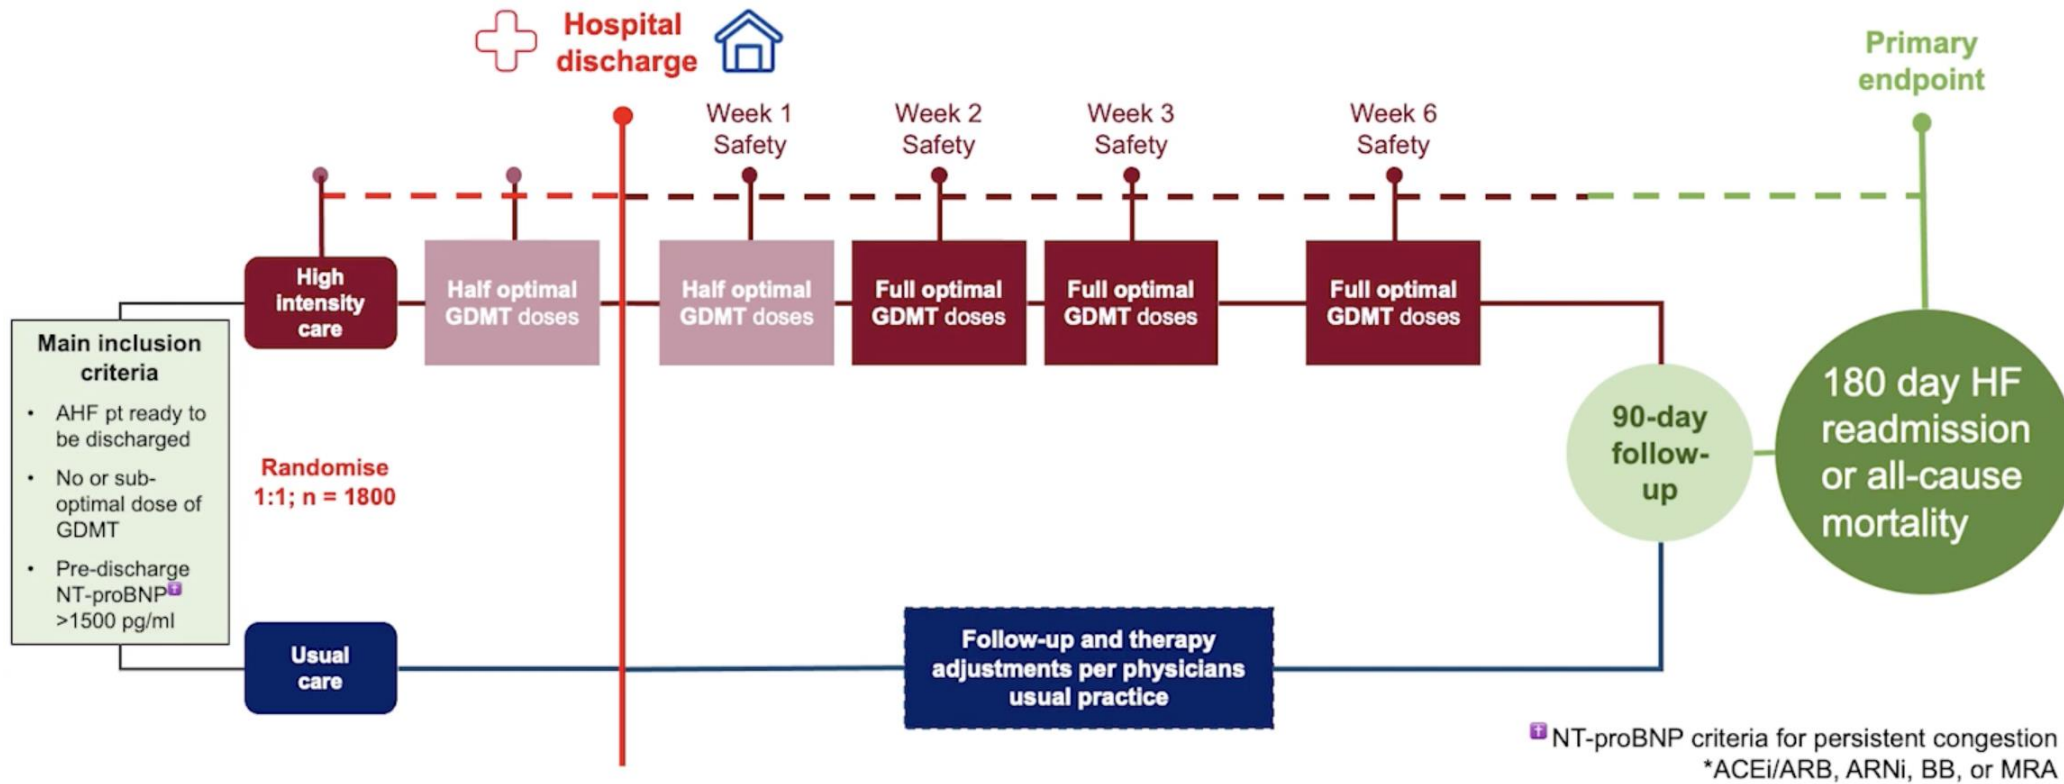 Hospital
discharge
Primary
endpoint
Week 1
Safety
Week 2
Safety
Week 3
Safety
Week 6
Safety
High
intensity
care
Half optimal
GDMT doses
Half optimal
GDMT doses
Full optimal
GDMT doses
Full optimal
GDMT doses
Full optimal
GDMT doses
Main inclusion
criteria
• AHF pt ready to
be discharged
• No or sub-
optimal dose of
GDMT
• Pre-discharge
NT-proBNP✝️
>1500 pg/ml
Randomise
1:1; n = 1800
Usual
care
Follow-up and therapy
adjustments per physicians
usual practice
90-day
follow-
up
180 day HF
readmission
or all-cause
mortality
✝️ NT-proBNP criteria for persistent congestion
*ACEi/ARB, ARNi, BB, or MRA